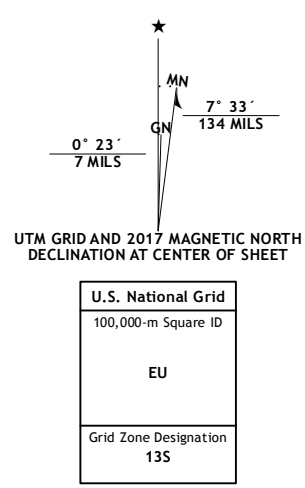 ★
MN
7° 33´
134 MILS
GN
0° 23´
7 MILS
UTM GRID AND 2017 MAGNETIC NORTH
DECLINATION AT CENTER OF SHEET
U.S. National Grid
100,000-m Square ID
EU
Grid Zone Designation
13S